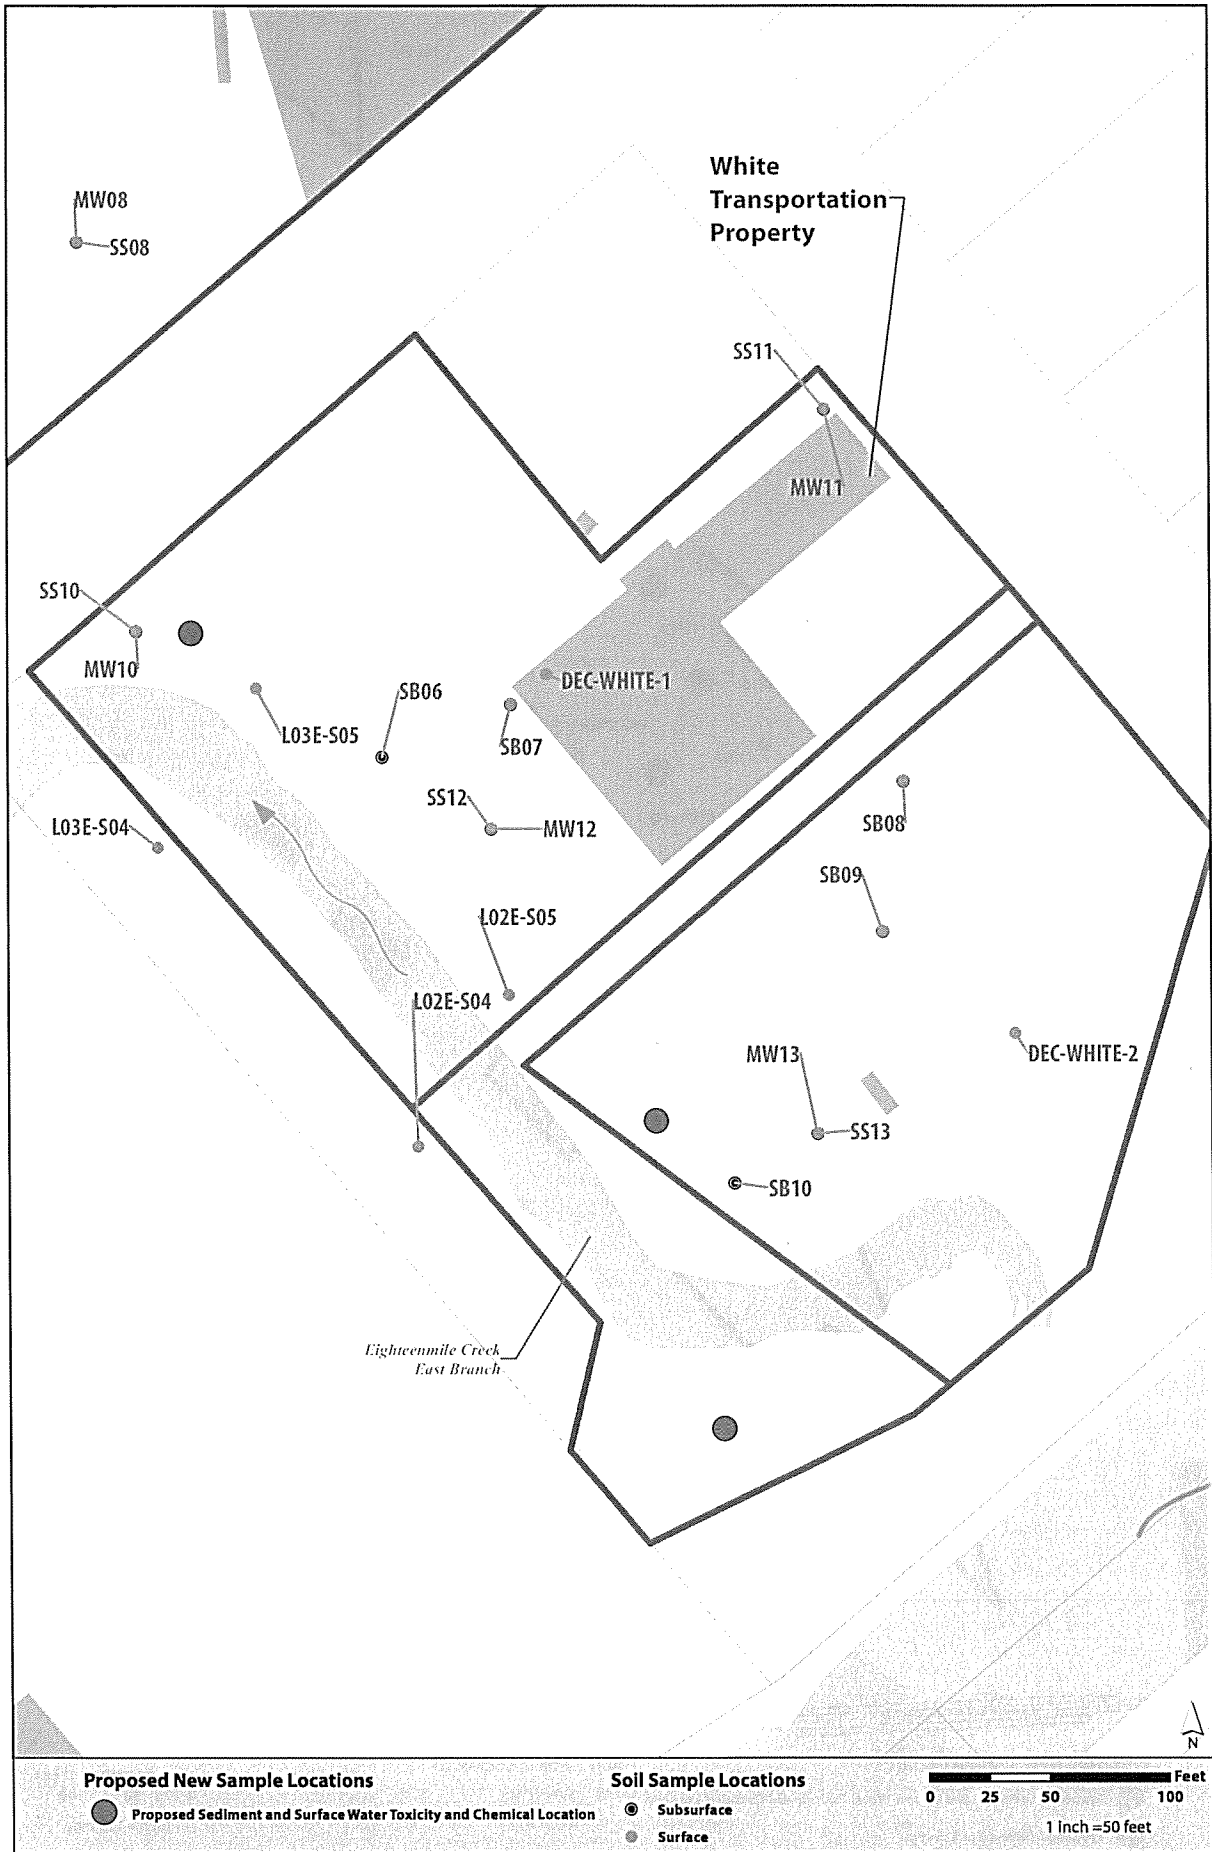 White
Transportation
Property
MW08
SS08
SS11
MW11
SS10
MW10
DEC-WHITE-1
SB06
L03E-S05
SB07
SS12
MW12
L03E-S04
SB08
SB09
L02E-S05
L02E-S04
MW13
DEC-WHITE-2
SS13
SB10
Eighteenmile Creek
East Branch
N
Proposed New Sample Locations
Proposed Sediment and Surface Water Toxicity and Chemical Location
Soil Sample Locations
Subsurface
Surface
Feet
0 25 50 100
1 inch =50 feet